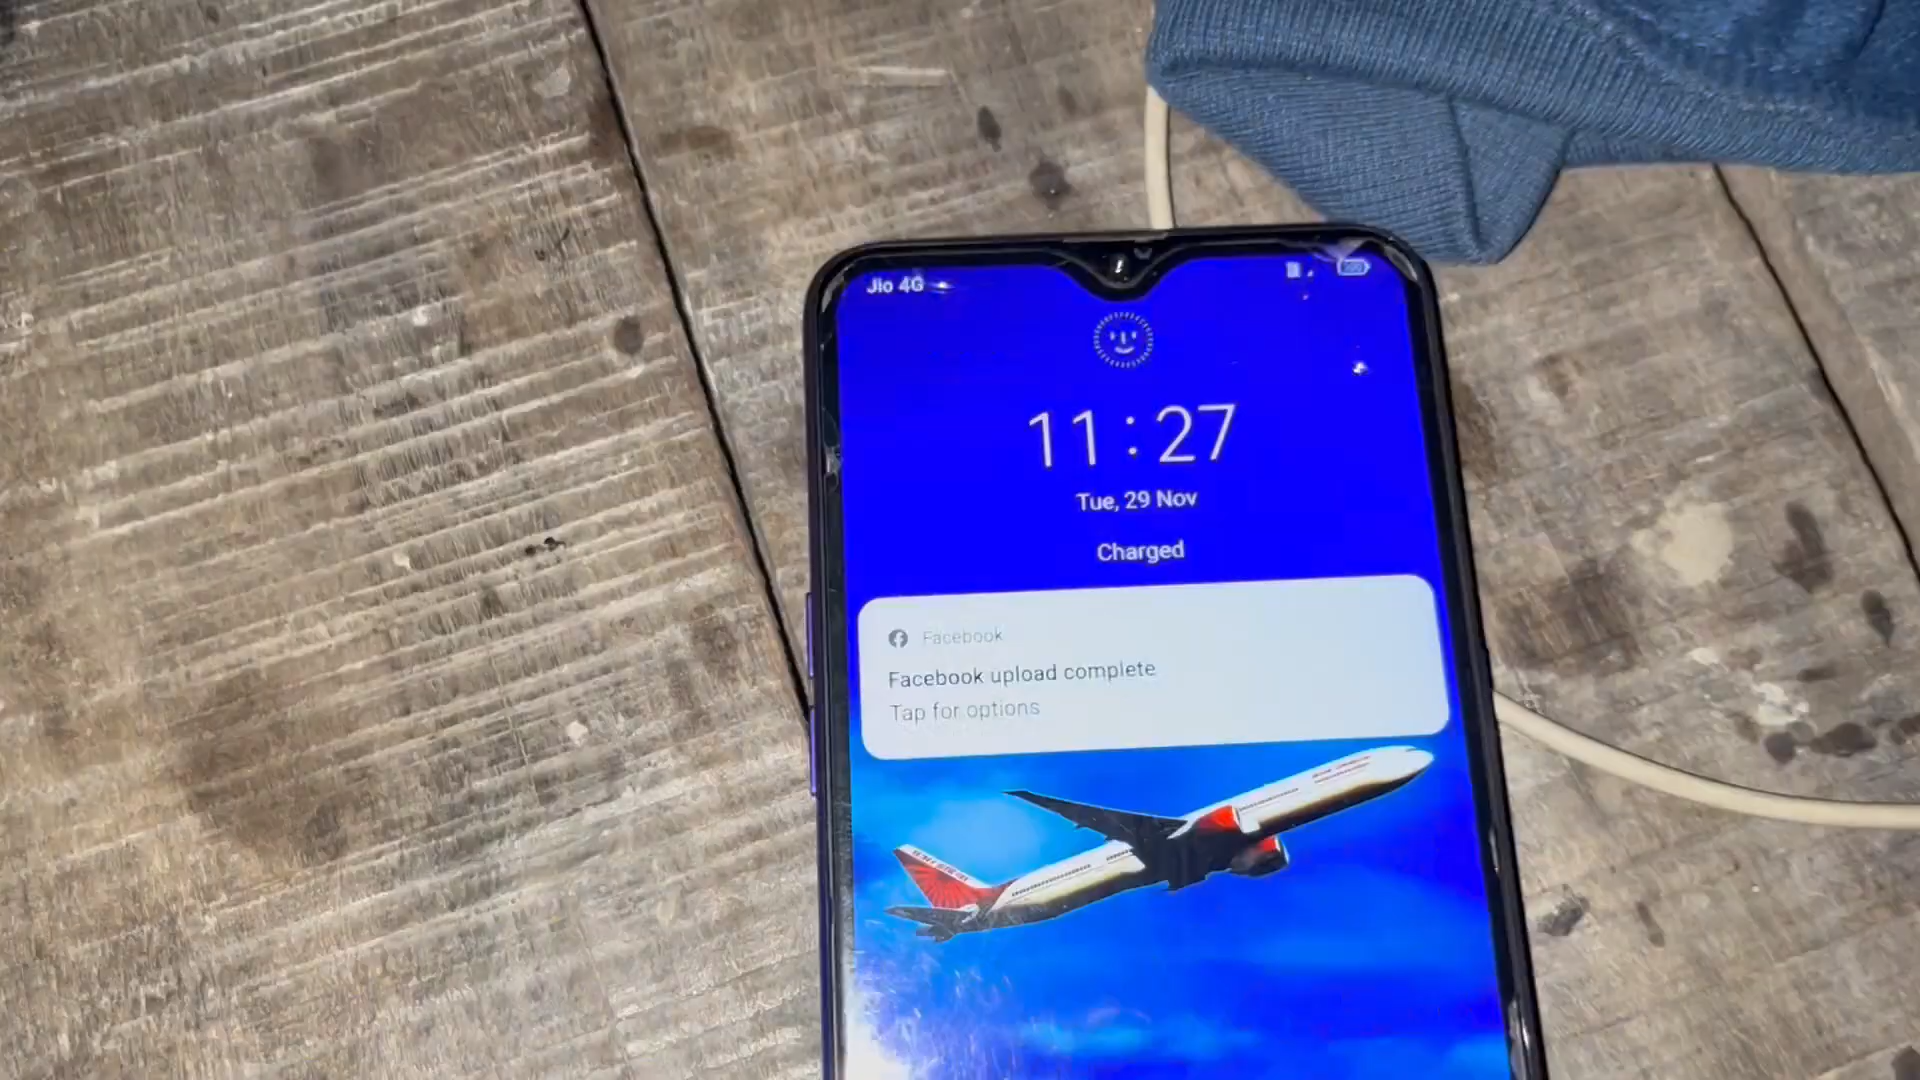 Jio 4G
11:27
Tue, 29 Nov
Charged
Facebook
Facebook upload complete
Tap for options